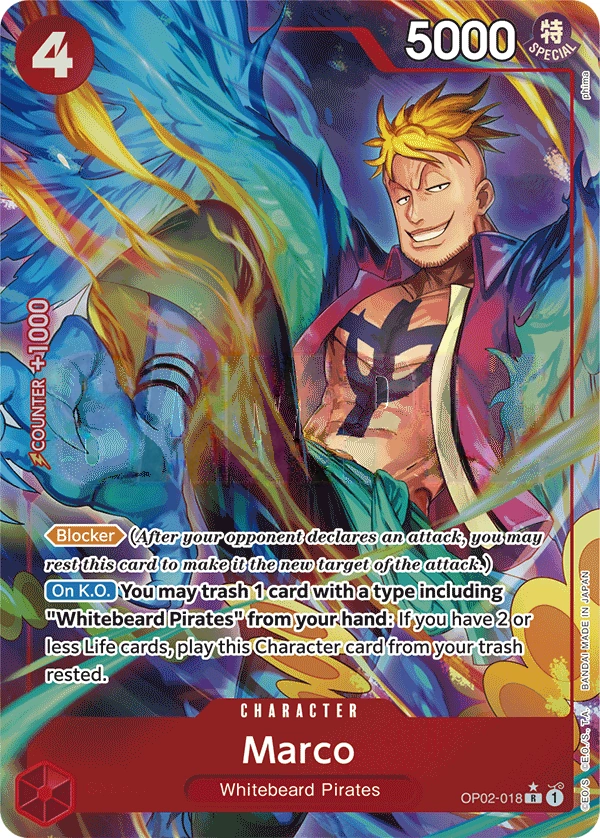 4
5000
特
SPECIAL
phima
COUNTER +1000
Blocker (After your opponent declares an attack, you may
rest this card to make it the new target of the attack.)
On K.O. You may trash 1 card with a type including
"Whitebeard Pirates" from your hand: If you have 2 or
less Life cards, play this Character card from your trash
rested.
CHARACTER
Marco
Whitebeard Pirates
OP02-018 R 1
©E.O/S. ©E.O./S., T.A. BANDAI MADE IN JAPAN